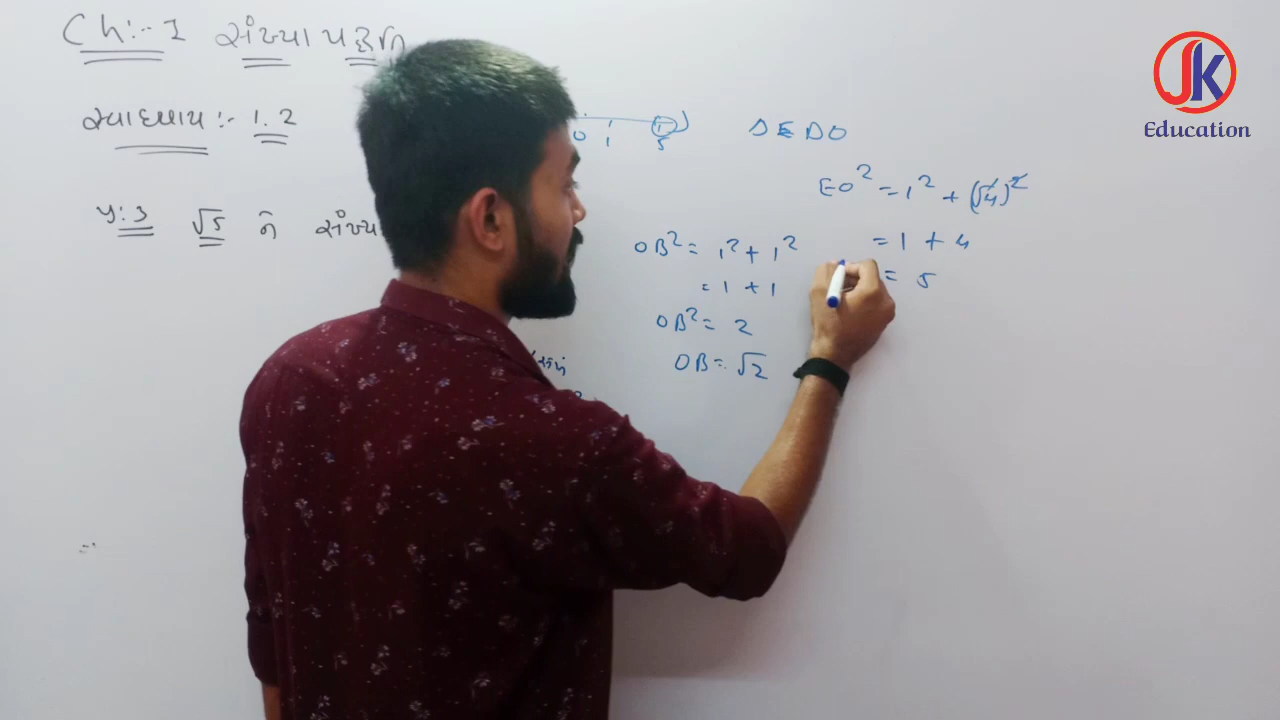 Ch:- 1 સંખ્યા પદ્ધતિ
સ્વાધ્યાય :- 1.2
પ્ર: 3 √5 ને સંખ્યા
0 1 5
Δ EDO
EO² = 1² + (√4)²
= 1 + 4
= 5
OB² = 1² + 1²
= 1 + 1
OB² = 2
OB = √2
JK
Education